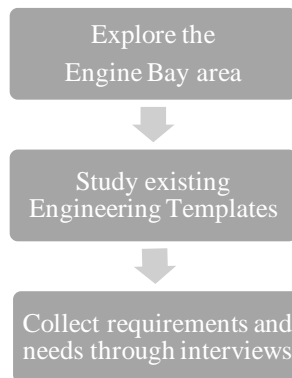 Explore the
Engine Bay area
Study existing
Engineering Templates
Collect requirements and
needs through interviews